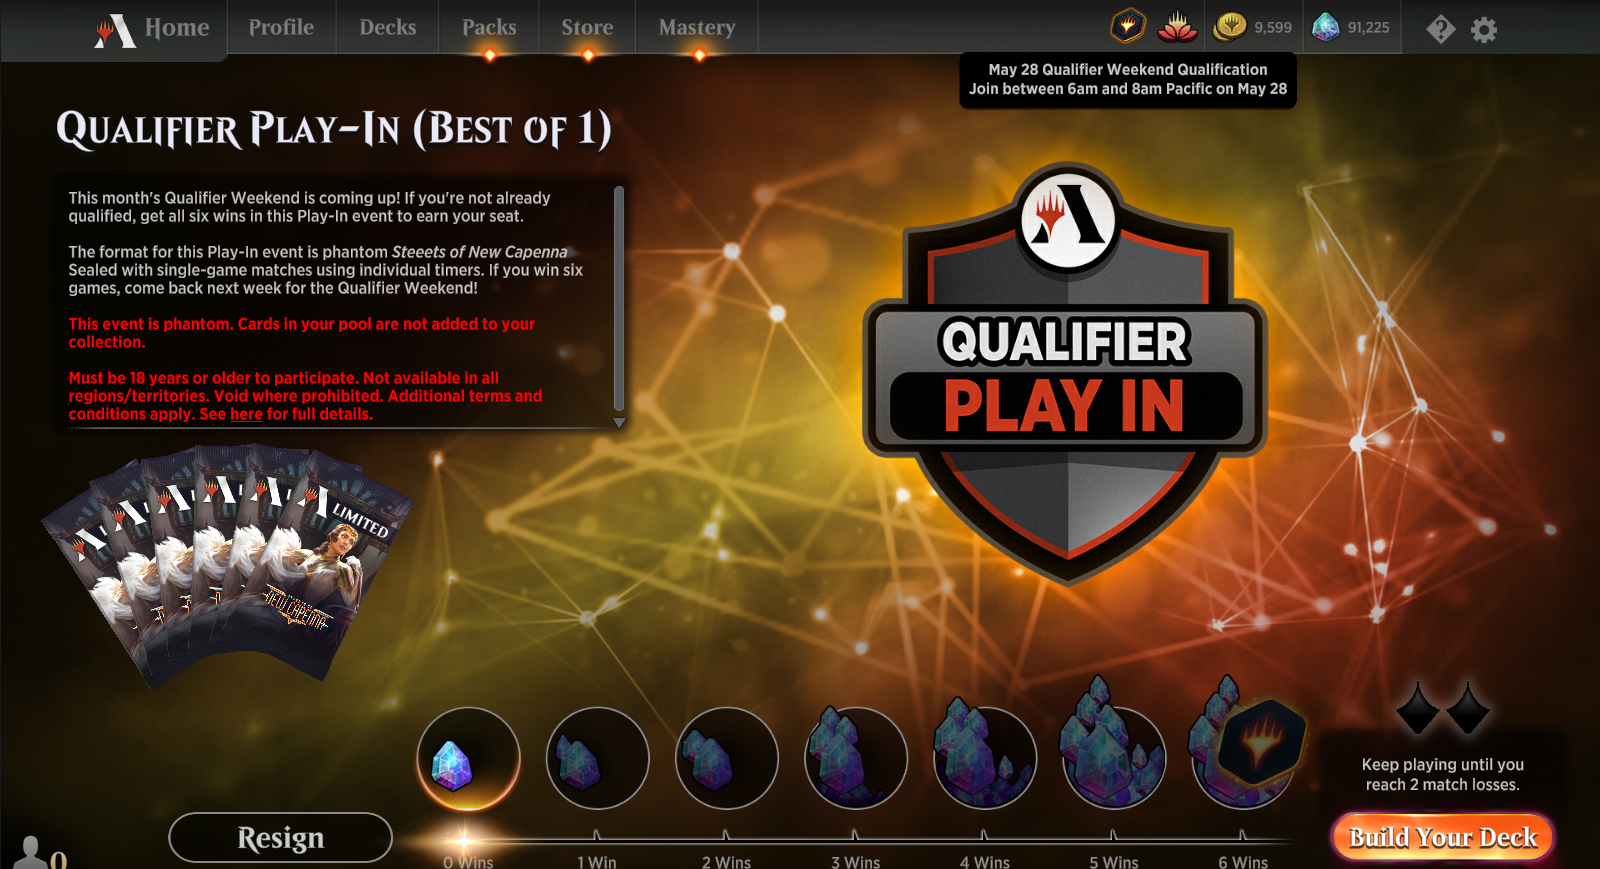 Home
Profile
Decks
Packs
Store
Mastery
9,599
91,225
May 28 Qualifier Weekend Qualification
Join between 6am and 8am Pacific on May 28
Qualifier Play-In (Best of 1)
This month's Qualifier Weekend is coming up! If you're not already
qualified, get all six wins in this Play-In event to earn your seat.
The format for this Play-In event is phantom Steeets of New Capenna
Sealed with single-game matches using individual timers. If you win six
games, come back next week for the Qualifier Weekend!
This event is phantom. Cards in your pool are not added to your
collection.
Must be 18 years or older to participate. Not available in all
regions/territories. Void where prohibited. Additional terms and
conditions apply. See here for full details.
QUALIFIER
PLAY IN
LIMITED
NEW CAPENNA
Keep playing until you
reach 2 match losses.
Build Your Deck
Resign
0
0 Wins
1 Win
2 Wins
3 Wins
4 Wins
5 Wins
6 Wins